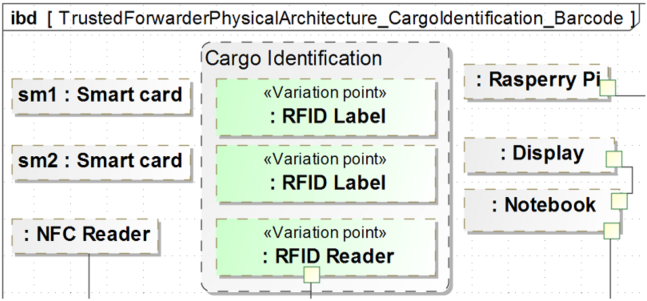 ibd [ TrustedForwarderPhysicalArchitecture_CargoIdentification_Barcode ]
Cargo Identification
sm1 : Smart card
sm2 : Smart card
: NFC Reader
«Variation point»
: RFID Label
«Variation point»
: RFID Label
«Variation point»
: RFID Reader
: Rasperry Pi
: Display
: Notebook